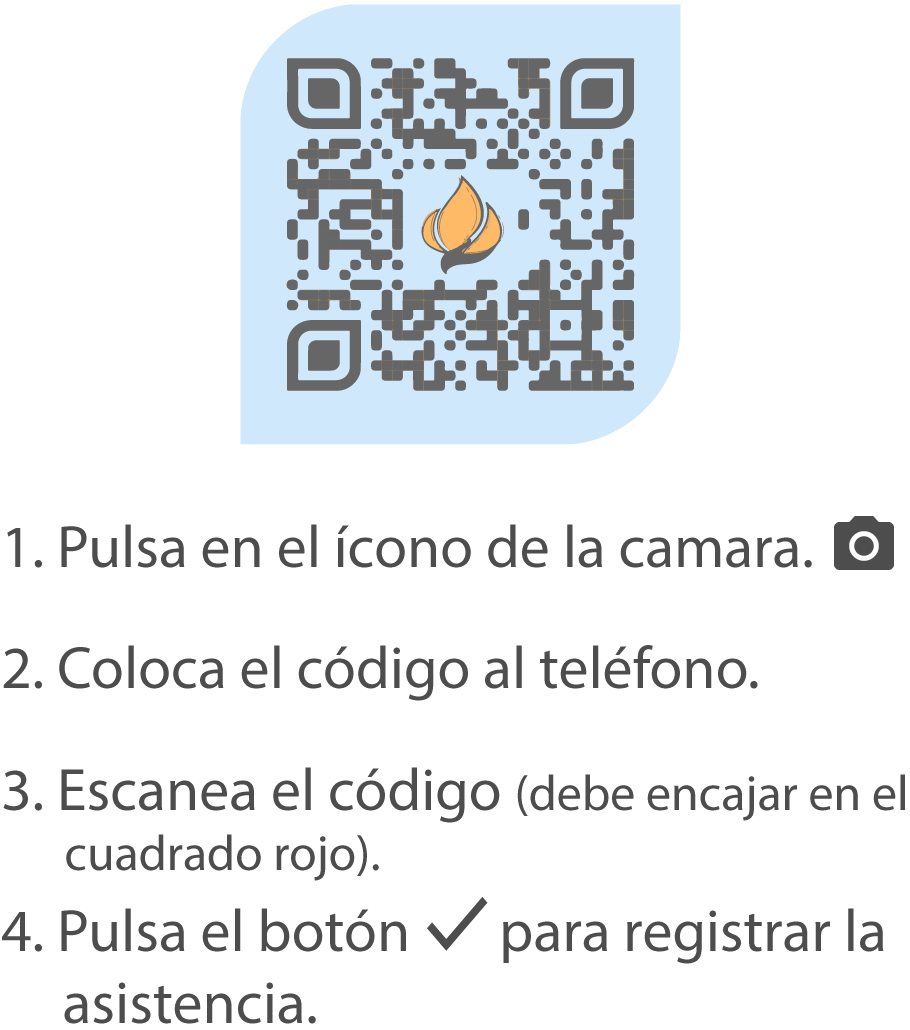 1. Pulsa en el ícono de la camara.
2. Coloca el código al teléfono.
3. Escanea el código (debe encajar en el
cuadrado rojo).
4. Pulsa el botón ✓ para registrar la
asistencia.